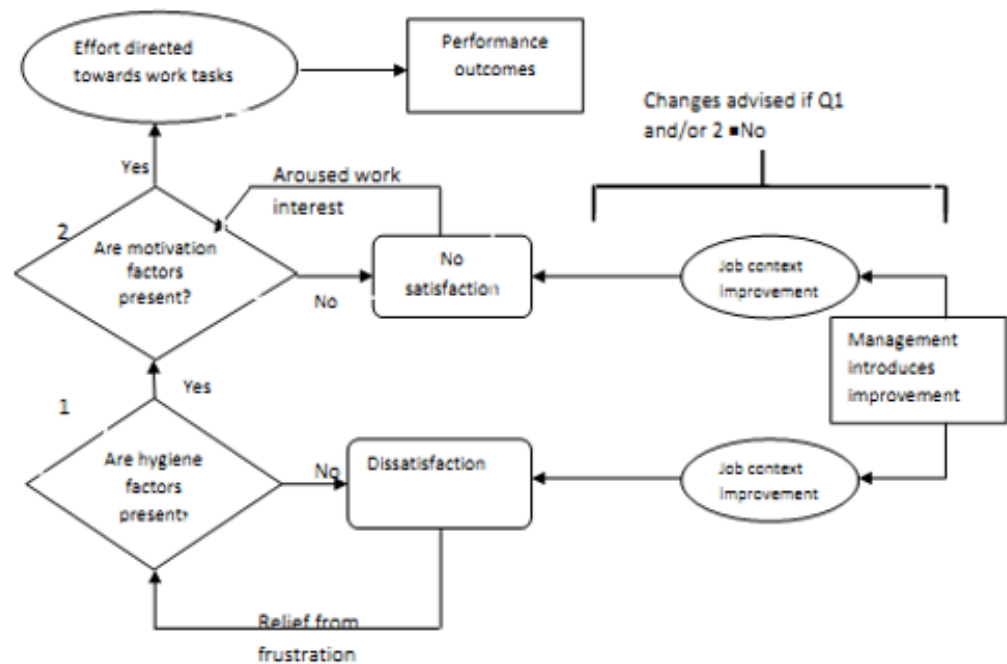 Effort directed
towards work tasks
Performance
outcomes
Changes advised if Q1
and/or 2 ■No
Yes
Aroused work
interest
2
Are motivation
factors
present?
No
No
satisfaction
Job context
Improvement
Management
introduces
improvement
Yes
1
Are hygiene
factors
present?
No
Dissatisfaction
Job context
Improvement
Relief from
frustration